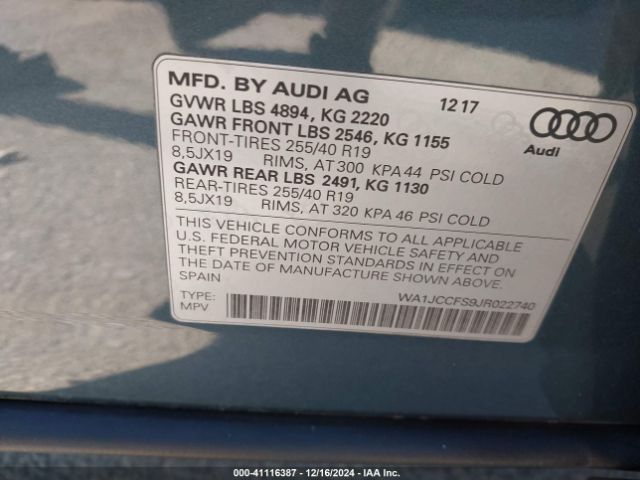 MFD. BY AUDI AG 12 17
GVWR LBS 4894, KG 2220
GAWR FRONT LBS 2546, KG 1155
FRONT-TIRES 255/40 R19
8,5JX19 RIMS, AT 300 KPA 44 PSI COLD
GAWR REAR LBS 2491, KG 1130
REAR-TIRES 255/40 R19
8,5JX19 RIMS, AT 320 KPA 46 PSI COLD
Audi
THIS VEHICLE CONFORMS TO ALL APPLICABLE
U.S. FEDERAL MOTOR VEHICLE SAFETY AND
THEFT PREVENTION STANDARDS IN EFFECT ON
THE DATE OF MANUFACTURE SHOWN ABOVE.
SPAIN
TYPE:
MPV
WA1JCCFS9JR022740
000-41116387 - 12/16/2024 - IAA Inc.